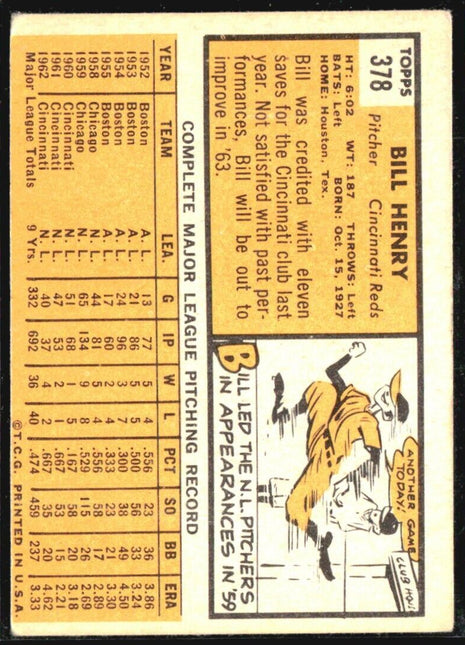 TOPPS
378
BILL HENRY
Pitcher Cincinnati Reds
HT: 6:02 WT: 187 THROWS: Left
BATS: Left BORN: Oct. 15, 1927
HOME: Houston, Tex.
Bill was credited with eleven
saves for the Cincinnati club last
year. Not satisfied with past per-
formances, Bill will be out to
improve in '63.
ANOTHER GAME
TODAY!
CLUB HOUSE
BILL LED THE N.L. PITCHERS
IN APPEARANCES IN '59
COMPLETE MAJOR LEAGUE PITCHING RECORD
YEAR TEAM LEA. G IP W L PCT SO BB ERA
1952 Boston A. L. 13 77 5 4 .556 23 36 3.86
1953 Boston A. L. 21 86 5 5 .500 56 3.24
1954 Boston A. L. 24 96 3 7 .300 38 49 4.50
1955 Boston A. L. 17 60 2 4 .333 23 3.30
1958 Chicago N. L. 44 81 5 4 .556 58 17 2.89
1959 Chicago N. L. 65 134 9 8 .529 115 2.69
1960 Cincinnati N. L. 51 68 1 5 .167 58 20 3.18
1961 Cincinnati N. L. 47 53 2 1 .667 53 15 2.21
1962 Cincinnati N. L. 40 37 4 2 .667 35 20 4.62
Major League Totals 9 Yrs. 332 692 36 40 .474 459 237 3.33
© T.C.G. PRINTED IN U.S.A.